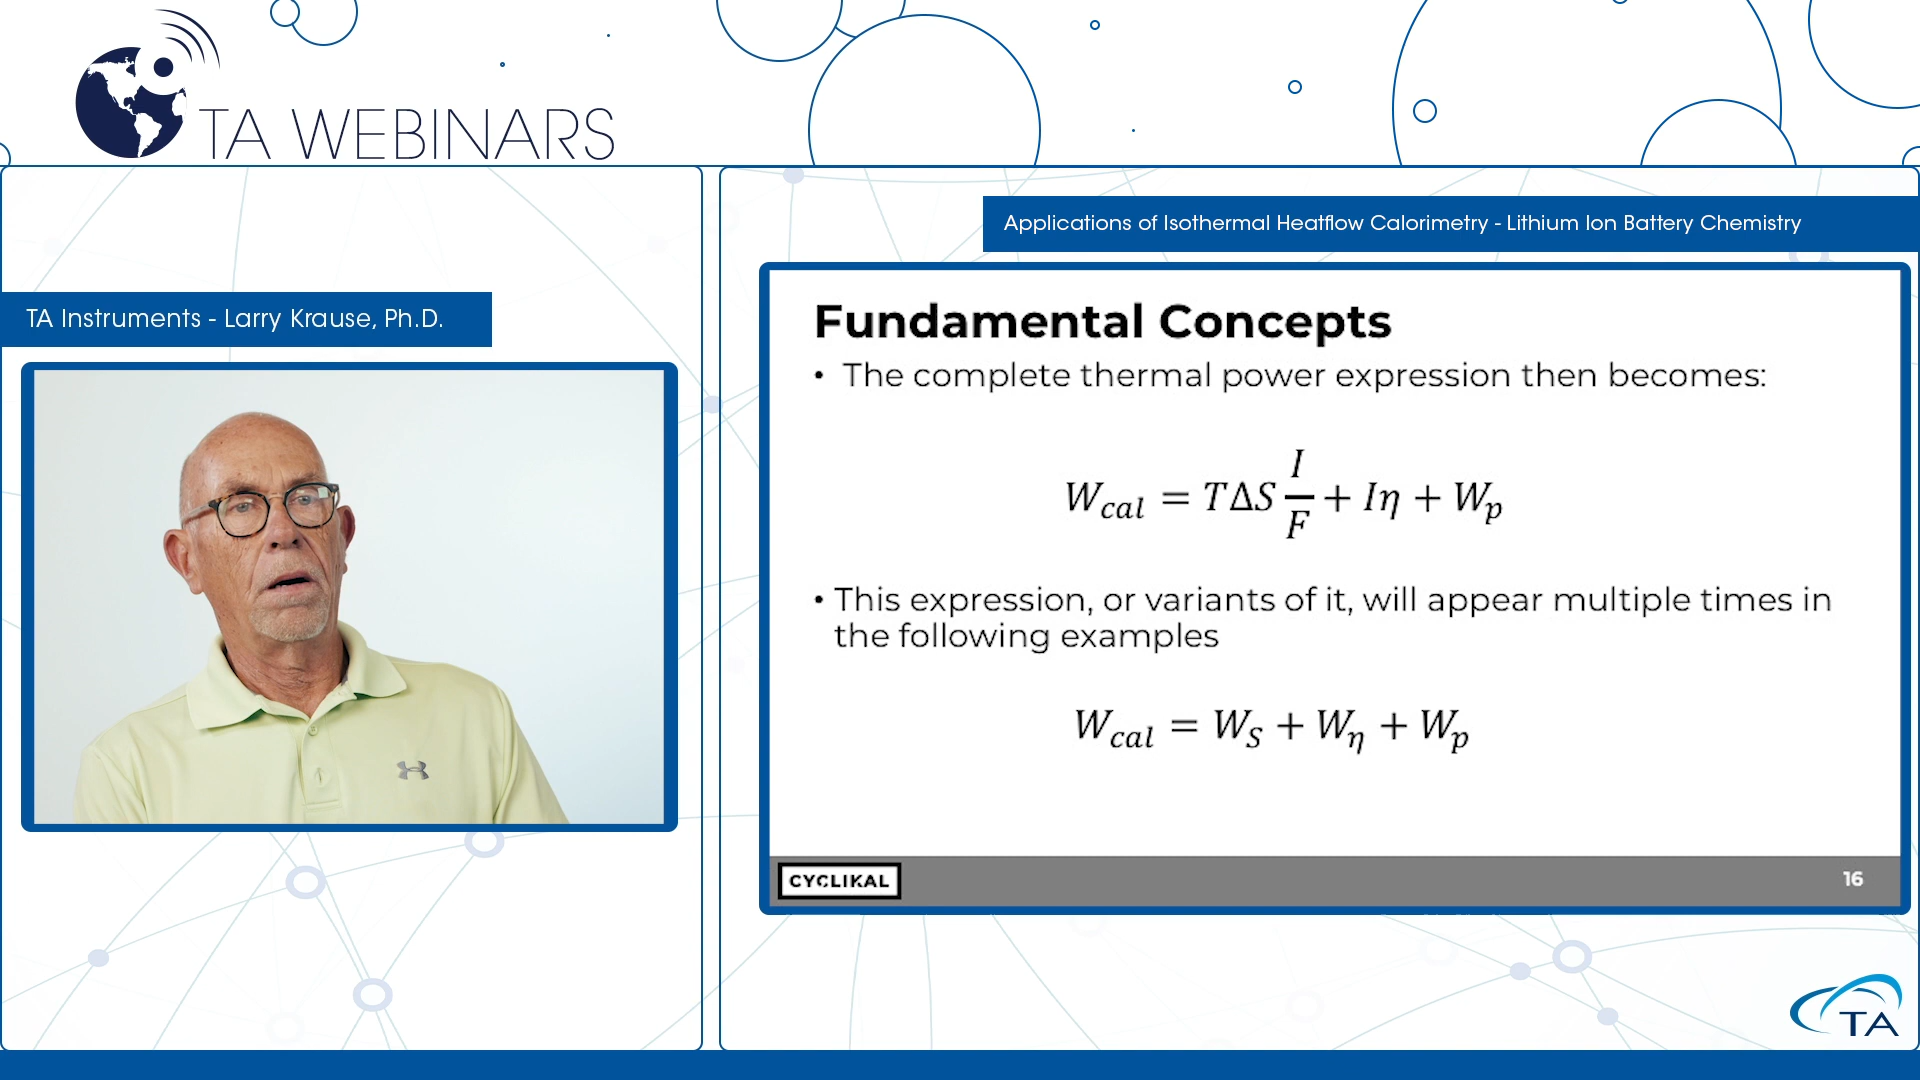 TA WEBINARS
Applications of Isothermal Heatflow Calorimetry - Lithium Ion Battery Chemistry
TA Instruments - Larry Krause, Ph.D.
Fundamental Concepts
• The complete thermal power expression then becomes:
W_cal = TΔS I/F + Iη + W_p
• This expression, or variants of it, will appear multiple times in
the following examples
W_cal = W_S + W_η + W_p
CYCLIKAL
16
TA